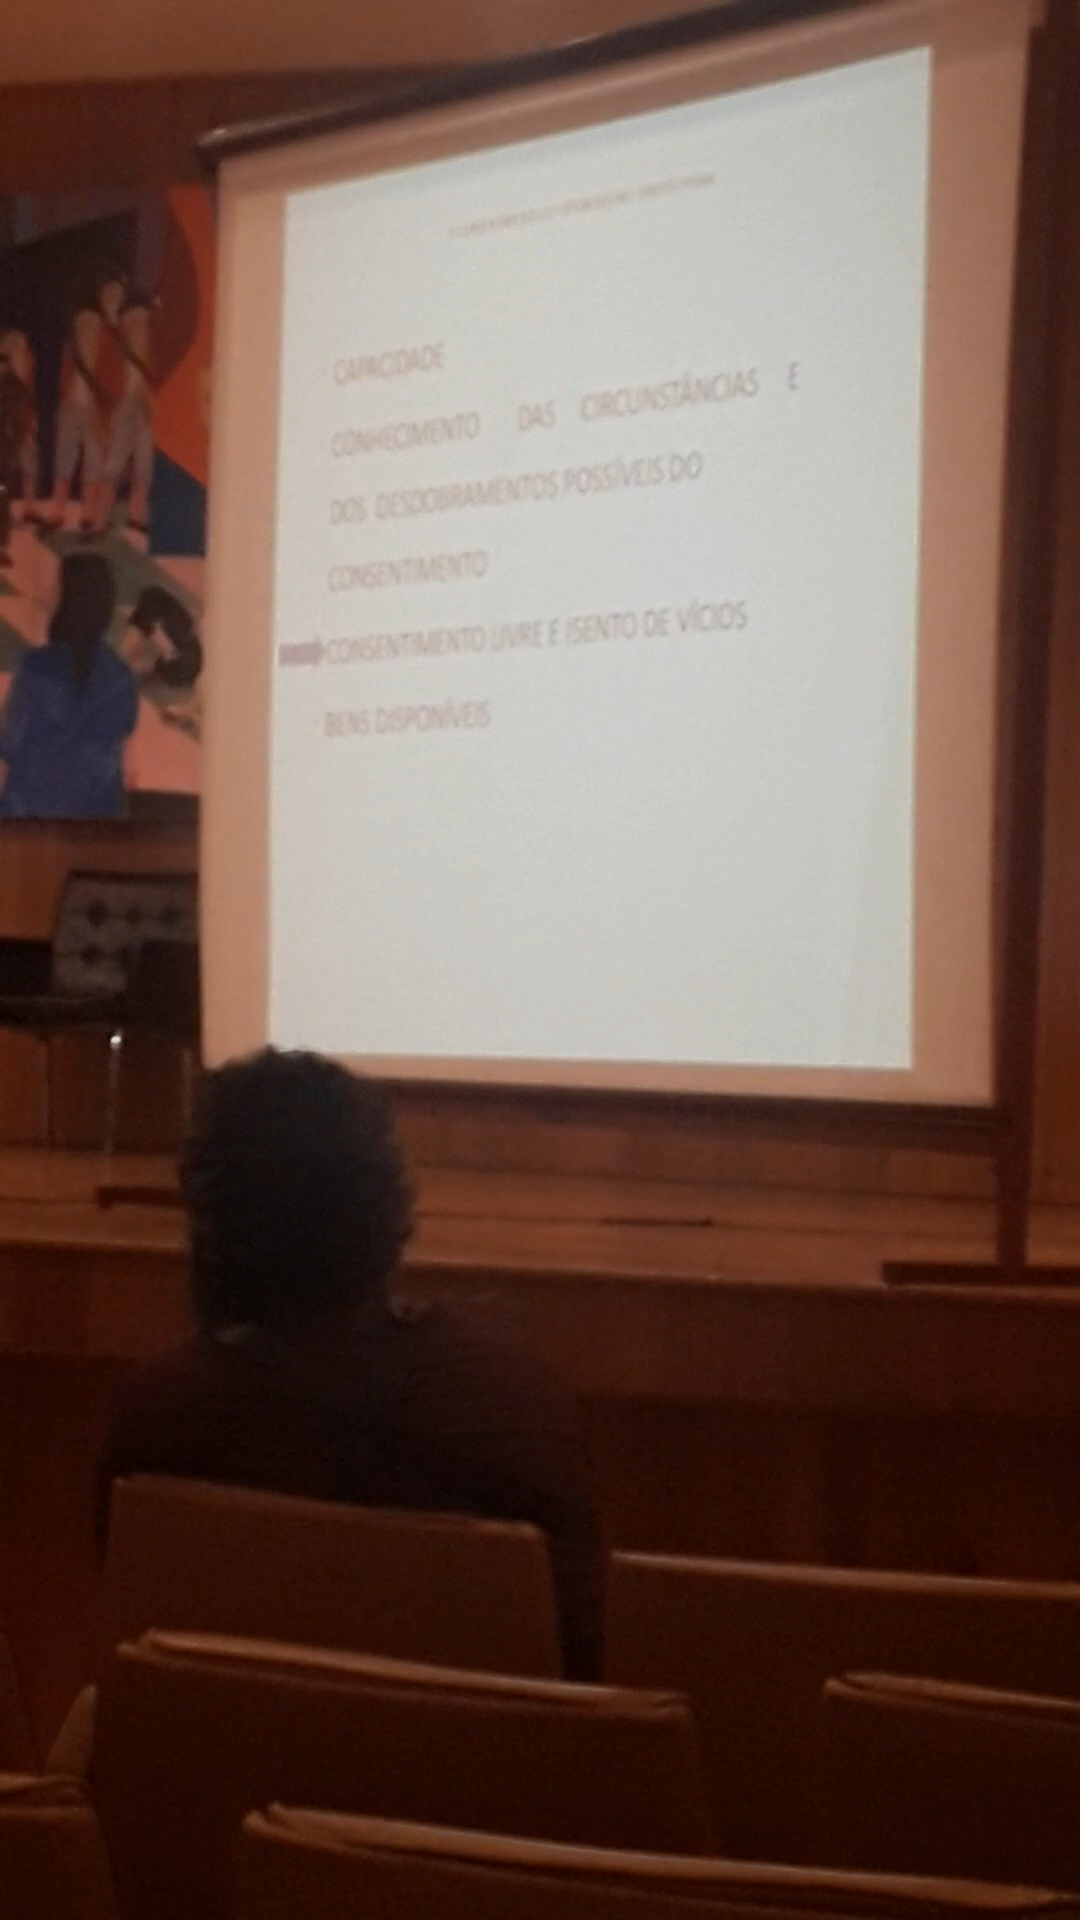 CAPACIDADE
CONHECIMENTO DAS CIRCUNSTÂNCIAS E
DOS DESDOBRAMENTOS POSSÍVEIS DO
CONSENTIMENTO
CONSENTIMENTO LIVRE E ISENTO DE VÍCIOS
BENS DISPONÍVEIS